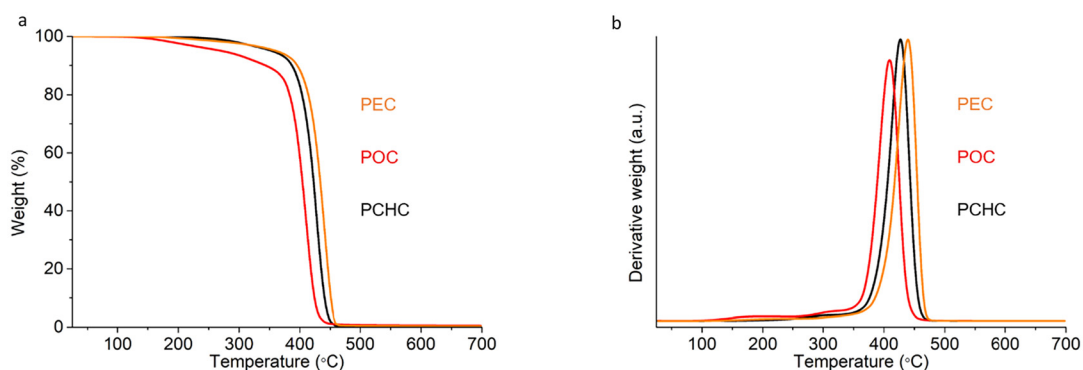 a
100
80
60
40
20
0
Weight (%)
PEC
POC
PCHC
100 200 300 400 500 600 700
Temperature (◦C)
b
Derivative weight (a.u.)
PEC
POC
PCHC
100 200 300 400 500 600 700
Temperature (◦C)